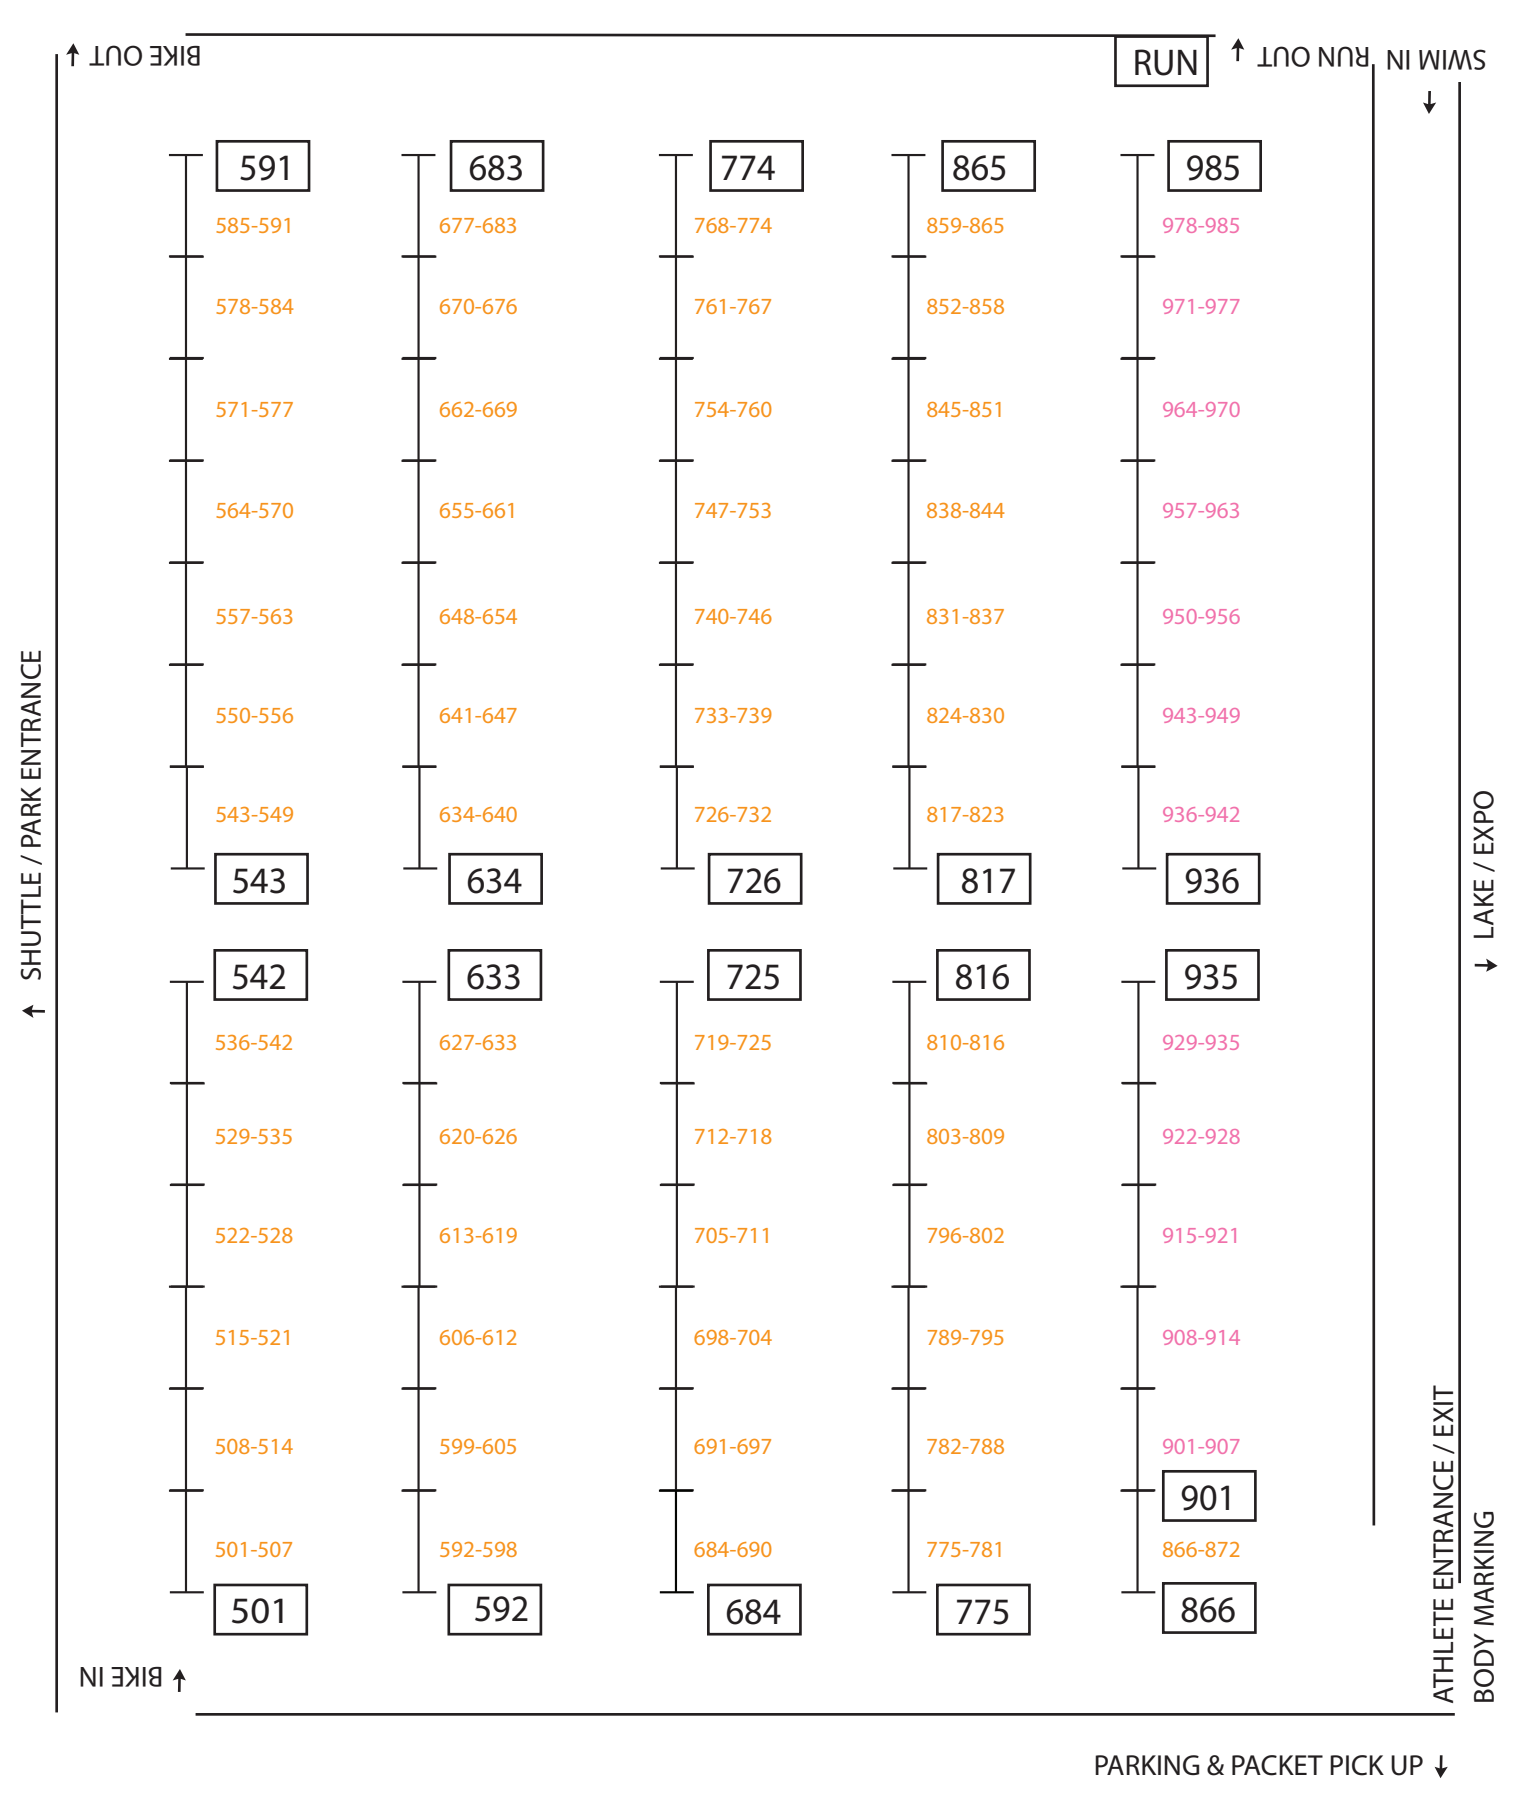 BIKE OUT
RUN
RUN OUT
SWIM IN
591 683 774 865 985
585-591 677-683 768-774 859-865 978-985
578-584 670-676 761-767 852-858 971-977
571-577 662-669 754-760 845-851 964-970
564-570 655-661 747-753 838-844 957-963
557-563 648-654 740-746 831-837 950-956
550-556 641-647 733-739 824-830 943-949
543-549 634-640 726-732 817-823 936-942
543 634 726 817 936
SHUTTLE / PARK ENTRANCE
LAKE / EXPO
542 633 725 816 935
536-542 627-633 719-725 810-816 929-935
529-535 620-626 712-718 803-809 922-928
522-528 613-619 705-711 796-802 915-921
515-521 606-612 698-704 789-795 908-914
508-514 599-605 691-697 782-788 901-907
901
501-507 592-598 684-690 775-781 866-872
501 592 684 775 866
ATHLETE ENTRANCE / EXIT
BODY MARKING
BIKE IN
PARKING & PACKET PICK UP